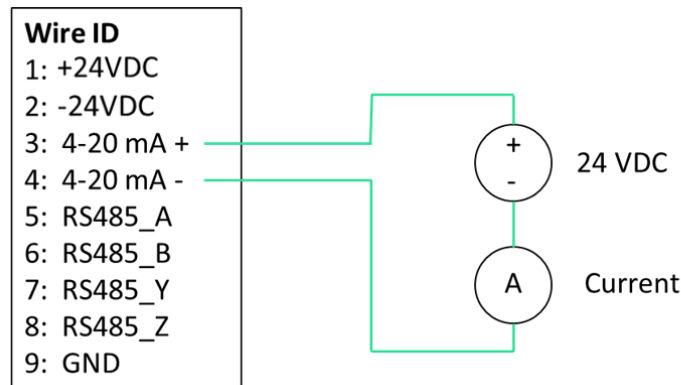 Wire ID
1: +24VDC
2: -24VDC
3: 4-20 mA +
4: 4-20 mA -
5: RS485_A
6: RS485_B
7: RS485_Y
8: RS485_Z
9: GND
+
-
24 VDC
A
Current